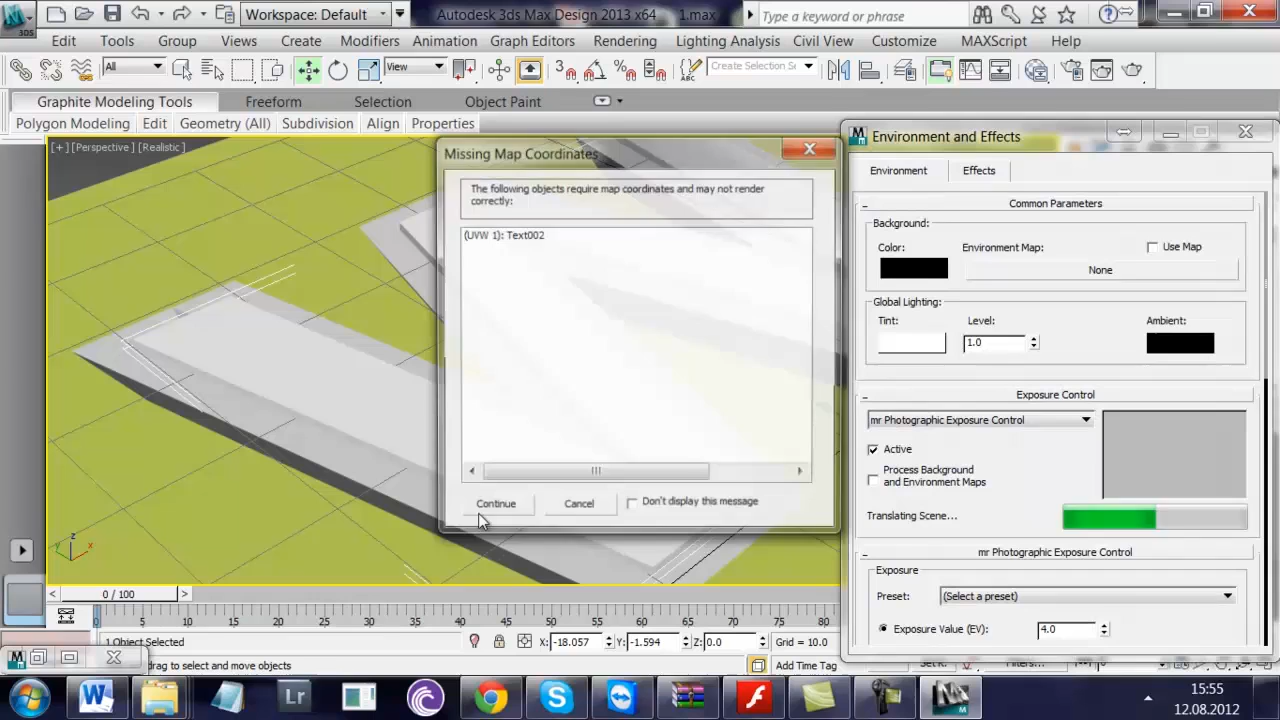 Workspace: Default
Autodesk 3ds Max Design 2013 x64 1.max
Type a keyword or phrase
3DS
Edit Tools Group Views Create Modifiers Animation Graph Editors Rendering Lighting Analysis Civil View Customize MAXScript Help
All View Create Selection Se
Graphite Modeling Tools Freeform Selection Object Paint
Polygon Modeling Edit Geometry (All) Subdivision Align Properties
[+] [Perspective] [Realistic]
Missing Map Coordinates
The following objects require map coordinates and may not render
correctly:
(UVW 1): Text002
Continue Cancel Don't display this message
Environment and Effects
Environment Effects
Common Parameters
Background:
Color: Environment Map: Use Map
None
Global Lighting:
Tint: Level: Ambient:
1.0
Exposure Control
mr Photographic Exposure Control
Active
Process Background
and Environment Maps
Translating Scene...
mr Photographic Exposure Control
Exposure
Preset: (Select a preset)
Exposure Value (EV): 4.0
z
y x
0 / 100
0 5 10 15 20 25 30 35 40 45 50 55 60 65 70 75 80
1 Object Selected X: -18.057 Y: -1.594 Z: 0.0 Grid = 10.0
drag to select and move objects Add Time Tag Set K. Filters...
15:55
12.08.2012